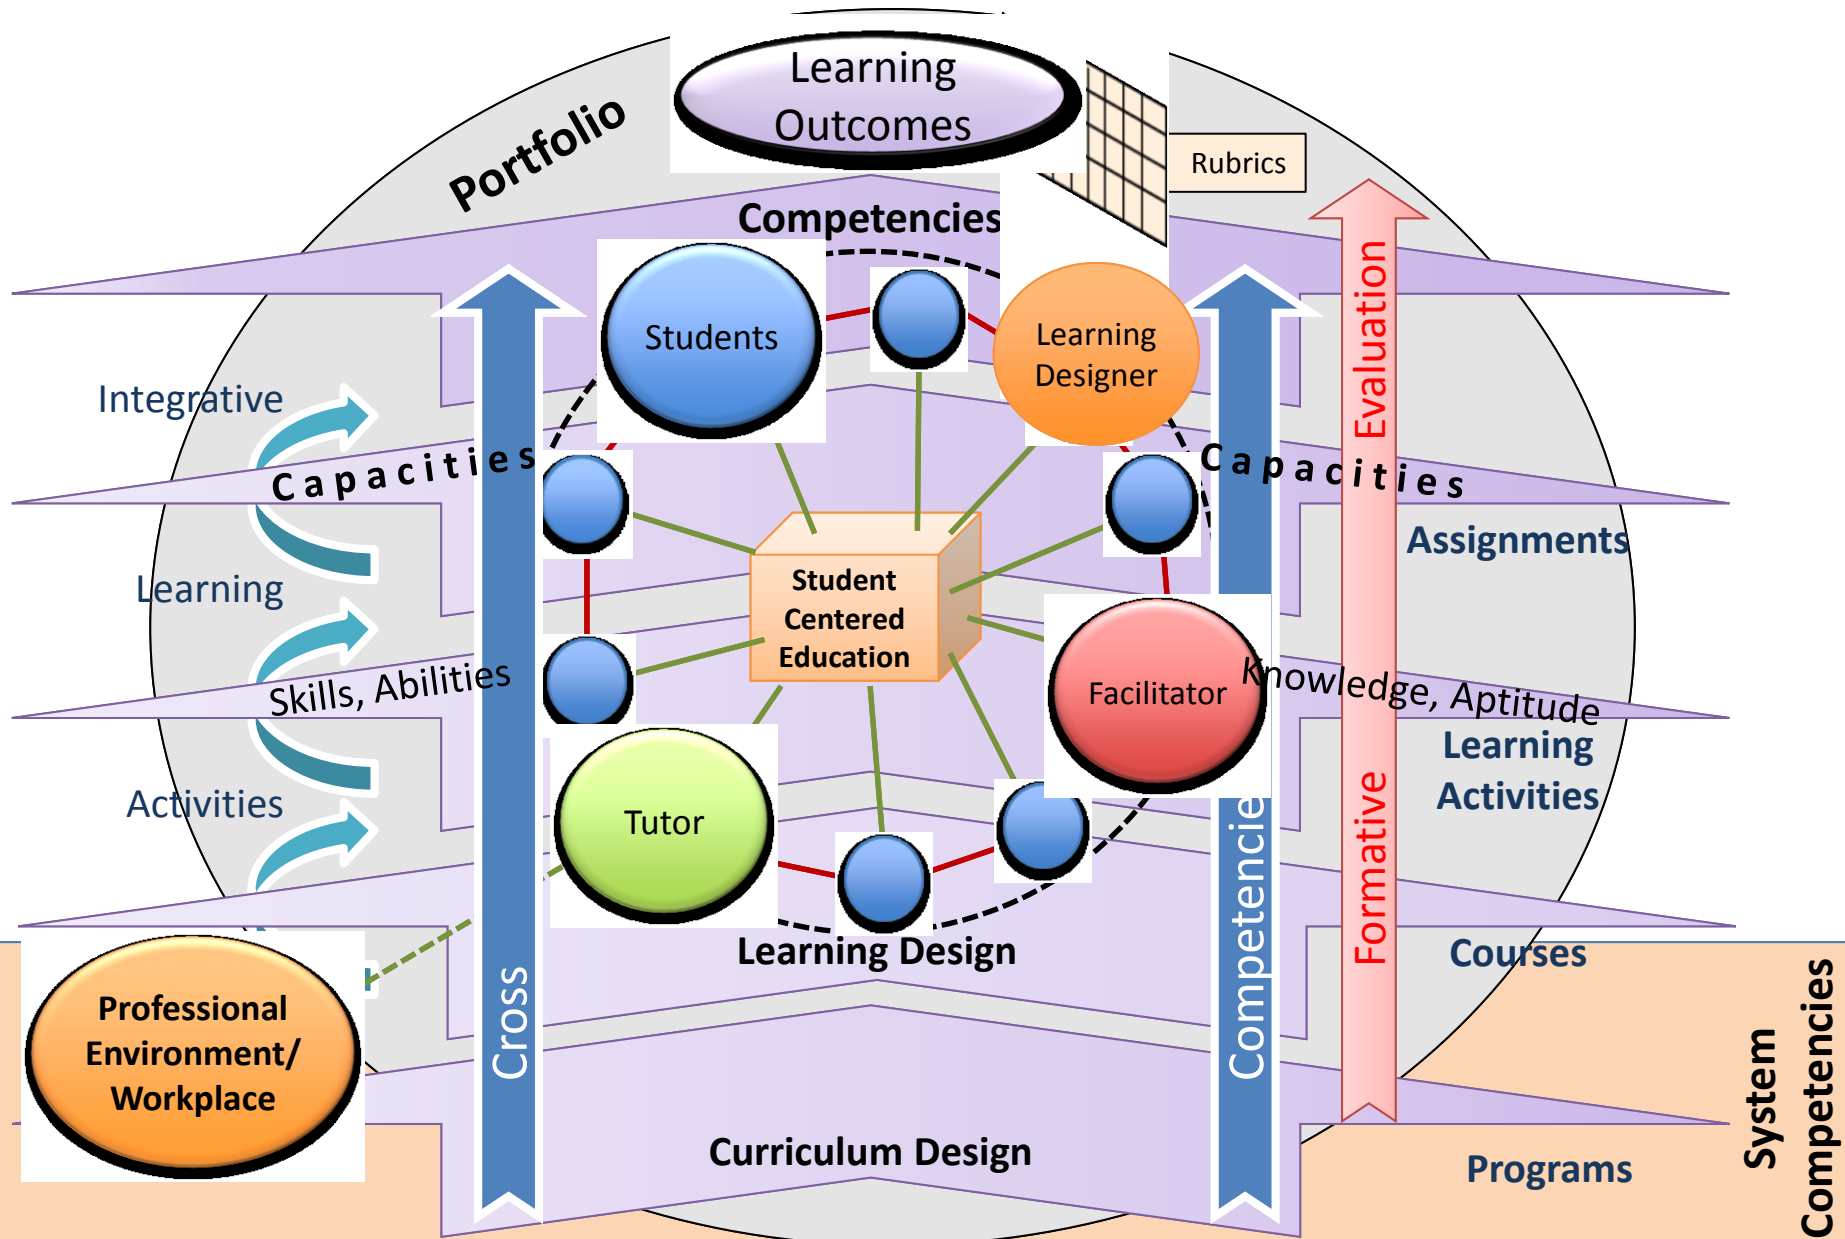 Learning
Outcomes
Portfolio
Rubrics
Competencies
Students
Learning
Designer
Evaluation
Integrative
Capacities
Capacities
Assignments
Learning
Student
Centered
Education
Skills, Abilities
Facilitator
Knowledge, Aptitude
Learning
Activities
Activities
Tutor
Formative
Learning Design
Courses
Cross
Competencie
Professional
Environment/
Workplace
Curriculum Design
Programs
System
Competencies